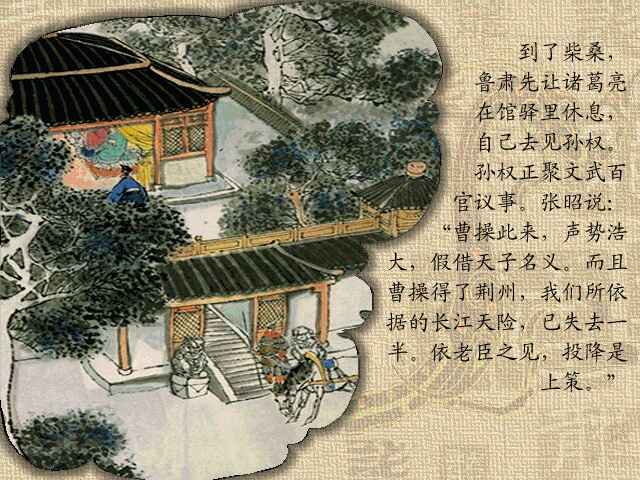 到了柴桑，
鲁肃先让诸葛亮
在馆驿里休息，
自己去见孙权。
孙权正聚文武百
官议事。张昭说：
“曹操此来，声势浩
大，假借天子名义。而且
曹操得了荆州，我们所依
据的长江天险，已失去一
半。依老臣之见，投降是
上策。”